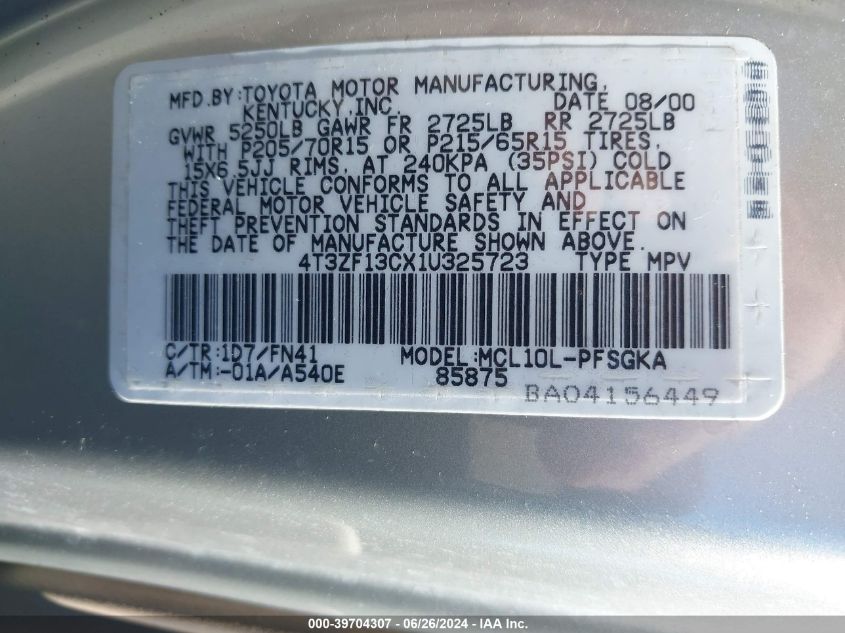 MFD.BY:TOYOTA MOTOR MANUFACTURING,
KENTUCKY,INC. DATE 08/00
GVWR 5250LB GAWR FR 2725LB RR 2725LB
WITH P205/70R15 OR P215/65R15 TIRES,
15X6.5JJ RIMS, AT 240KPA (35PSI) COLD
THIS VEHICLE CONFORMS TO ALL APPLICABLE
FEDERAL MOTOR VEHICLE SAFETY AND
THEFT PREVENTION STANDARDS IN EFFECT ON
THE DATE OF MANUFACTURE SHOWN ABOVE.
4T3ZF13CX1U325723 TYPE MPV
C/TR:1D7/FN41 MODEL:MCL10L-PFSGKA
A/TM:-01A/A540E 85875
BA04156449
000-39704307 - 06/26/2024 - IAA Inc.